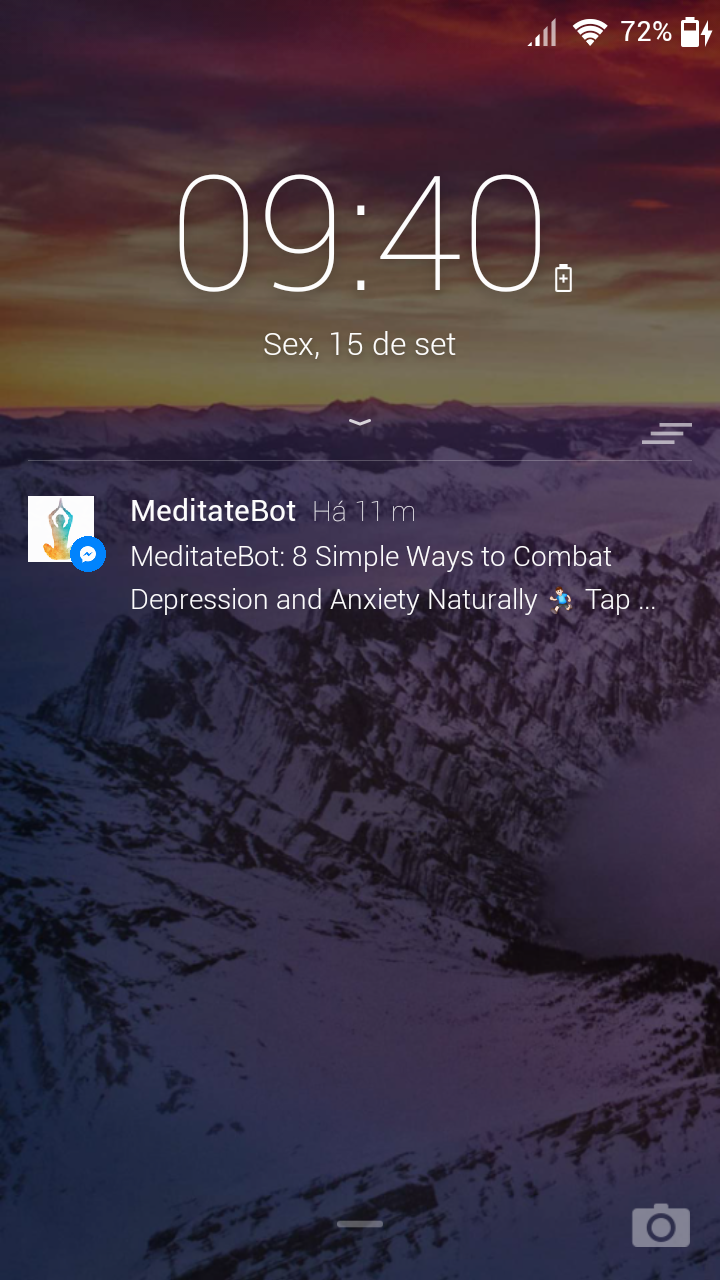 72%
09:40
Sex, 15 de set
MeditateBot Há 11 m
MeditateBot: 8 Simple Ways to Combat
Depression and Anxiety Naturally 🏃 Tap ...